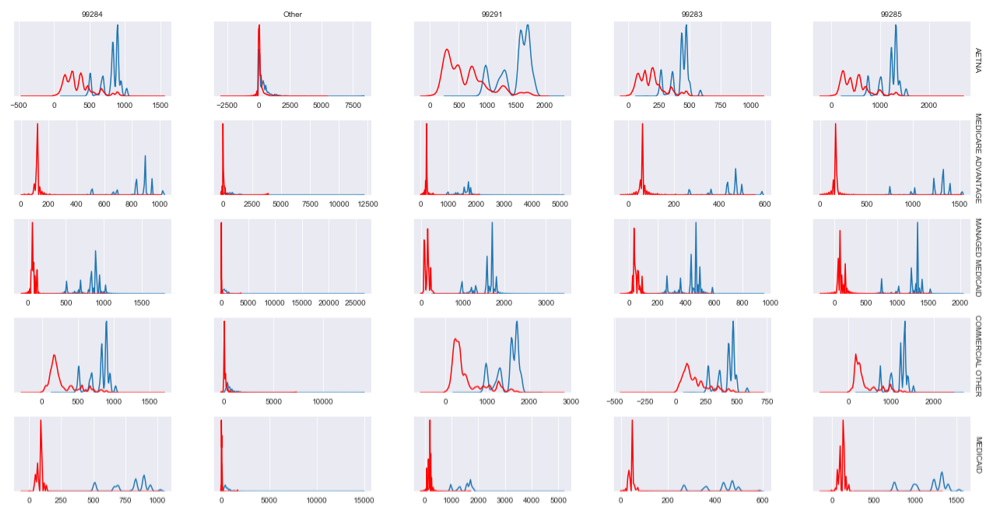 99284 Other 99291 99283 99285
AETNA
−500 0 500 1000 1500
−2500 0 2500 5000 7500
0 500 1000 1500 2000
0 250 500 750 1000
0 1000 2000
MEDICARE ADVANTAGE
0 200 400 600 800 1000
0 2500 5000 7500 10000 12500
0 1000 2000 3000 4000 5000
0 200 400 600
0 500 1000 1500
MANAGED MEDICAID
0 500 1000 1500
0 5000 10000 15000 20000 25000
0 1000 2000 3000
0 200 400 600 800 1000
0 500 1000 1500 2000
COMMERCIAL OTHER
0 500 1000 1500
0 5000 10000
0 1000 2000 3000
−500 −250 0 250 500 750
0 1000 2000
MEDICAID
0 250 500 750 1000
0 5000 10000 15000
0 2000 4000
0 200 400 600
0 500 1000 1500